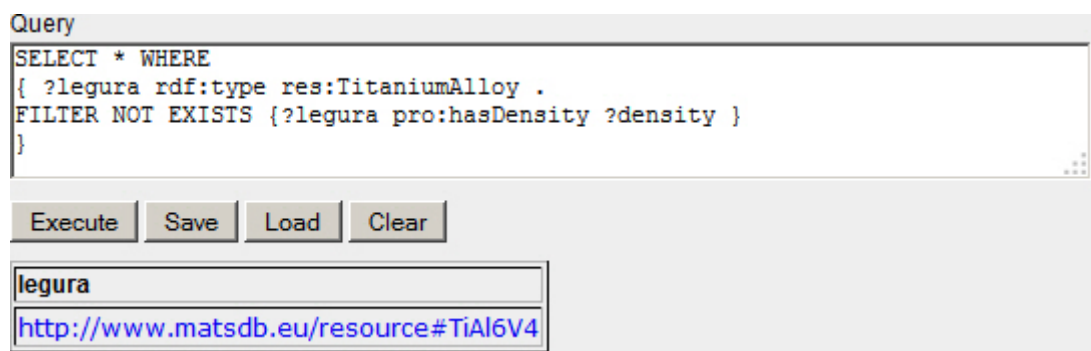 Query
SELECT * WHERE
{ ?legura rdf:type res:TitaniumAlloy .
FILTER NOT EXISTS {?legura pro:hasDensity ?density }
}
Execute Save Load Clear
legura
http://www.matsdb.eu/resource#TiAl6V4